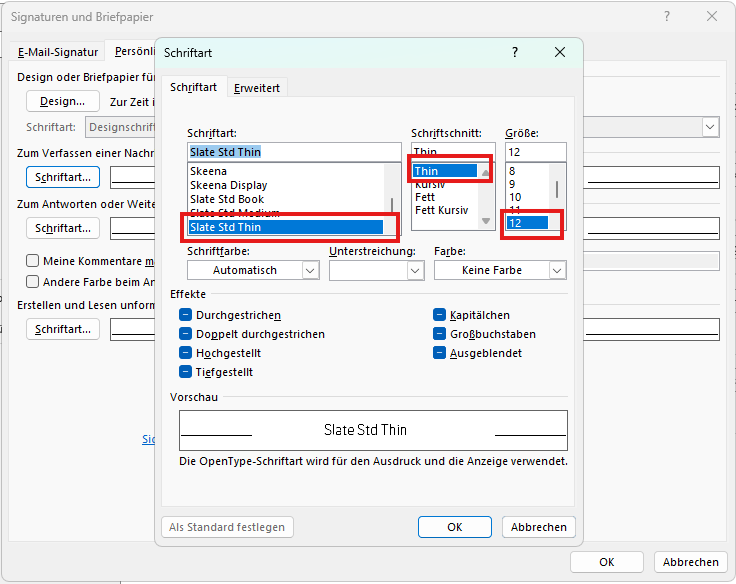 Signaturen und Briefpapier
E-Mail-Signatur
Persönli
Design oder Briefpapier für
Design...
Zur Zeit i
Schriftart:
Designschrif
Zum Verfassen einer Nachr
Schriftart...
Zum Antworten oder Weite
Schriftart...
Meine Kommentare m
Andere Farbe beim An
Erstellen und Lesen unform
Schriftart...
Sic
Schriftart
Schriftart
Erweitert
Schriftart: Schriftschnitt: Größe:
Slate Std Thin Thin 12
Skeena Thin 8
Skeena Display Kursiv 9
Slate Std Book Fett 10
Slate Std Medium Fett Kursiv 11
Slate Std Thin 12
Schriftfarbe: Unterstreichung: Farbe:
Automatisch Keine Farbe
Effekte
Durchgestrichen Kapitälchen
Doppelt durchgestrichen Großbuchstaben
Hochgestellt Ausgeblendet
Tiefgestellt
Vorschau
Slate Std Thin
Die OpenType-Schriftart wird für den Ausdruck und die Anzeige verwendet.
Als Standard festlegen OK Abbrechen
OK Abbrechen